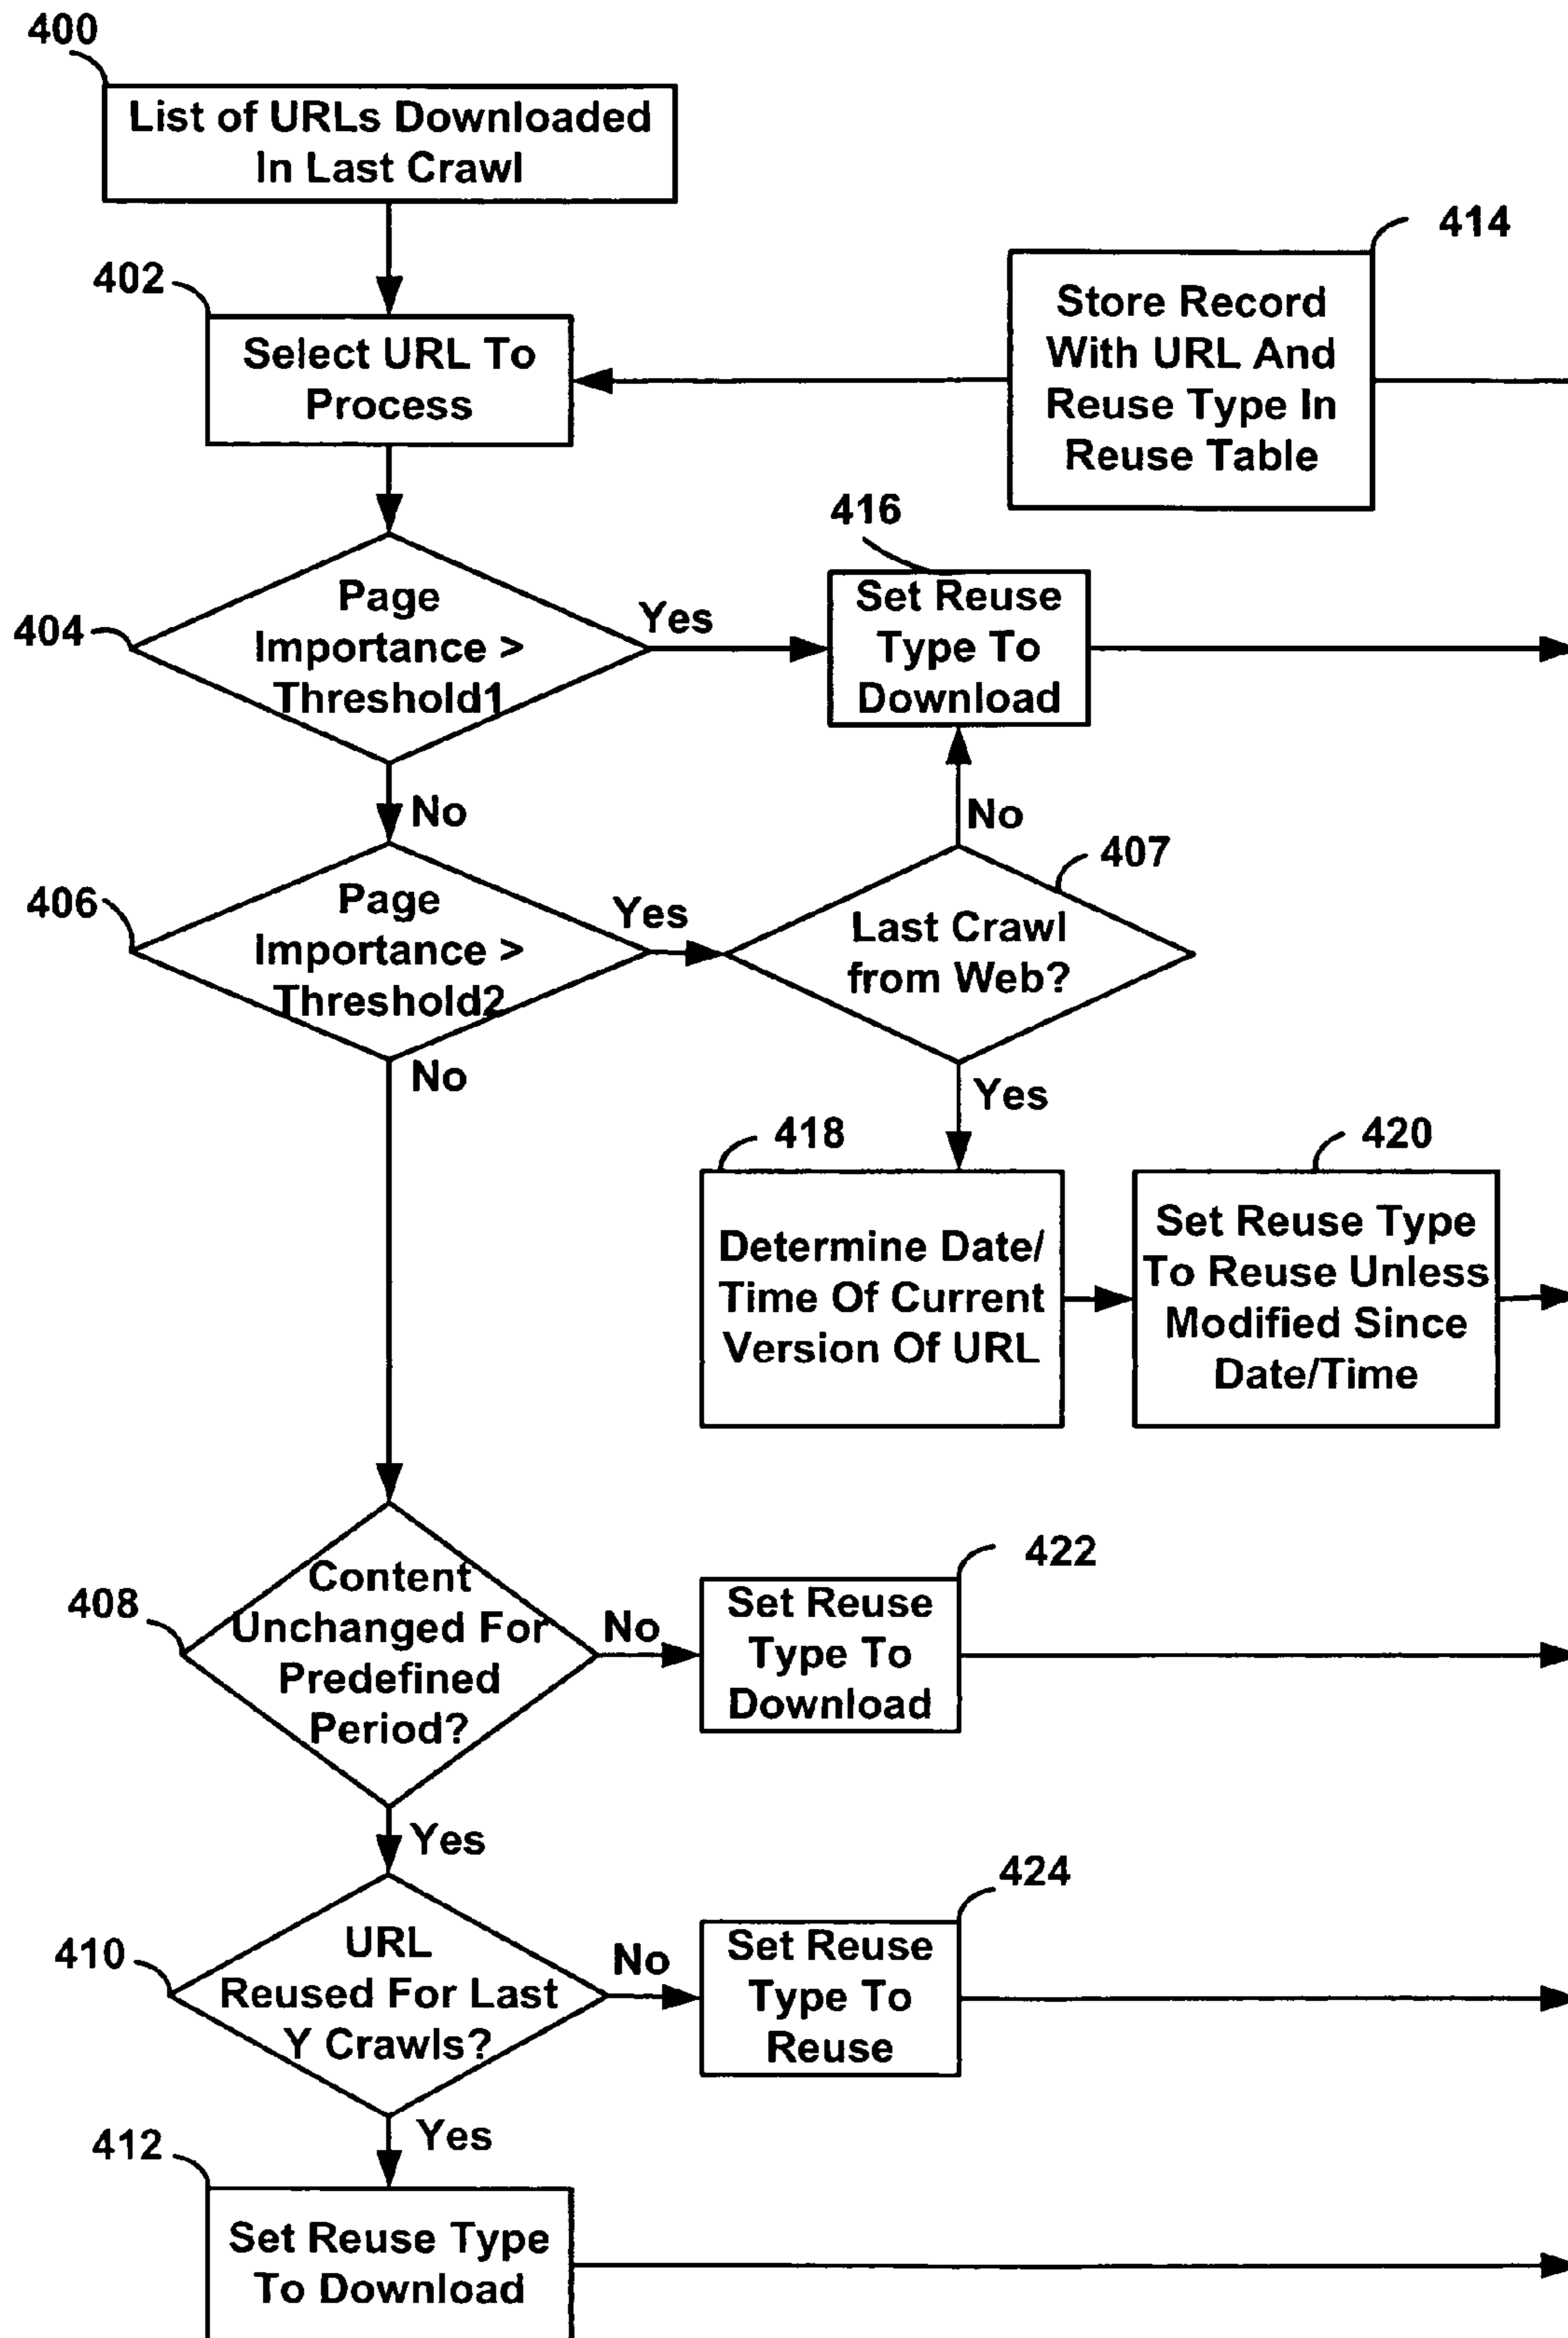 400
List of URLs Downloaded
In Last Crawl
402
Select URL To
Process
414
Store Record
With URL And
Reuse Type In
Reuse Table
404
Page
Importance >
Threshold1
Yes
416
Set Reuse
Type To
Download
No
No
406
Page
Importance >
Threshold2
Yes
407
Last Crawl
from Web?
No
Yes
418
Determine Date/
Time Of Current
Version Of URL
420
Set Reuse Type
To Reuse Unless
Modified Since
Date/Time
408
Content
Unchanged For
Predefined
Period?
No
422
Set Reuse
Type To
Download
Yes
410
URL
Reused For Last
Y Crawls?
No
424
Set Reuse
Type To
Reuse
Yes
412
Set Reuse Type
To Download